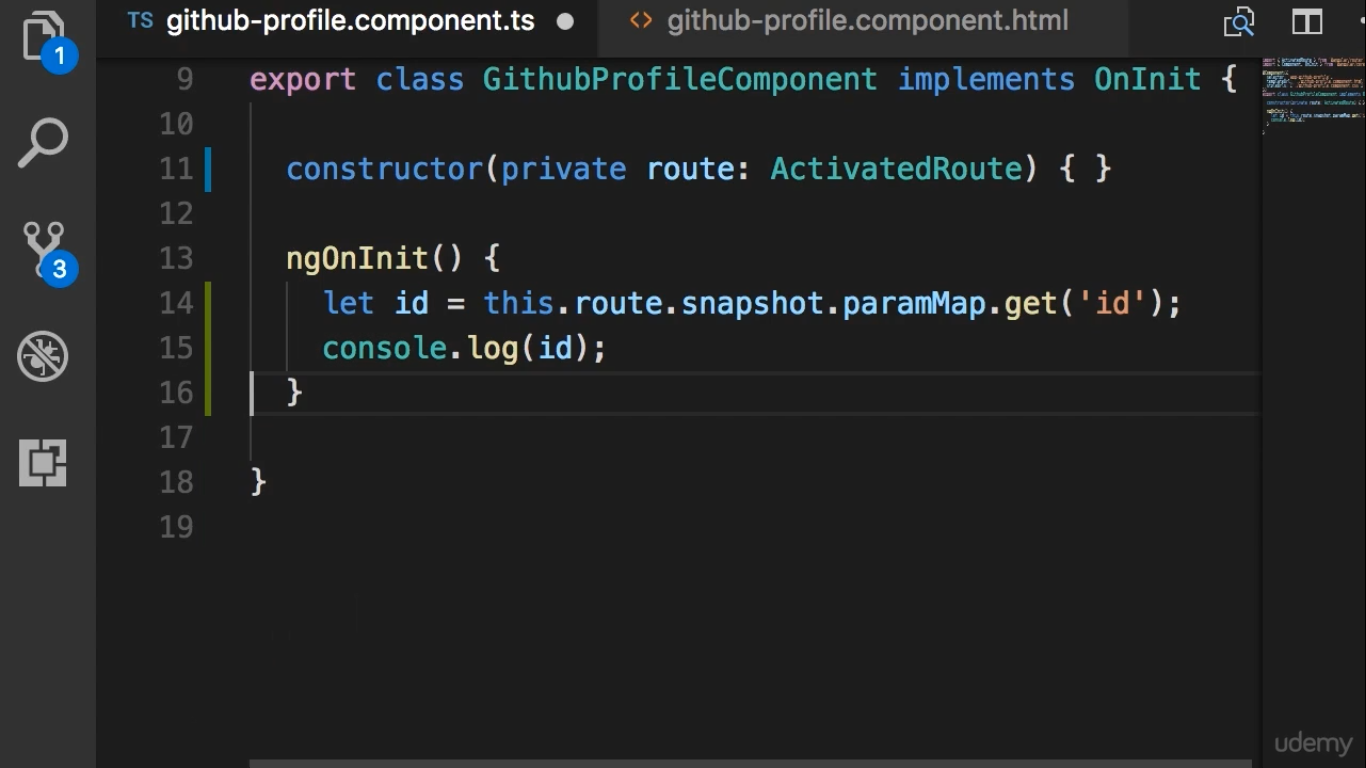 1
TS github-profile.component.ts
<> github-profile.component.html
9 export class GithubProfileComponent implements OnInit {
10
11 constructor(private route: ActivatedRoute) { }
12
13 ngOnInit() {
14 let id = this.route.snapshot.paramMap.get('id');
15 console.log(id);
16 }
17
18 }
19
3
udemy